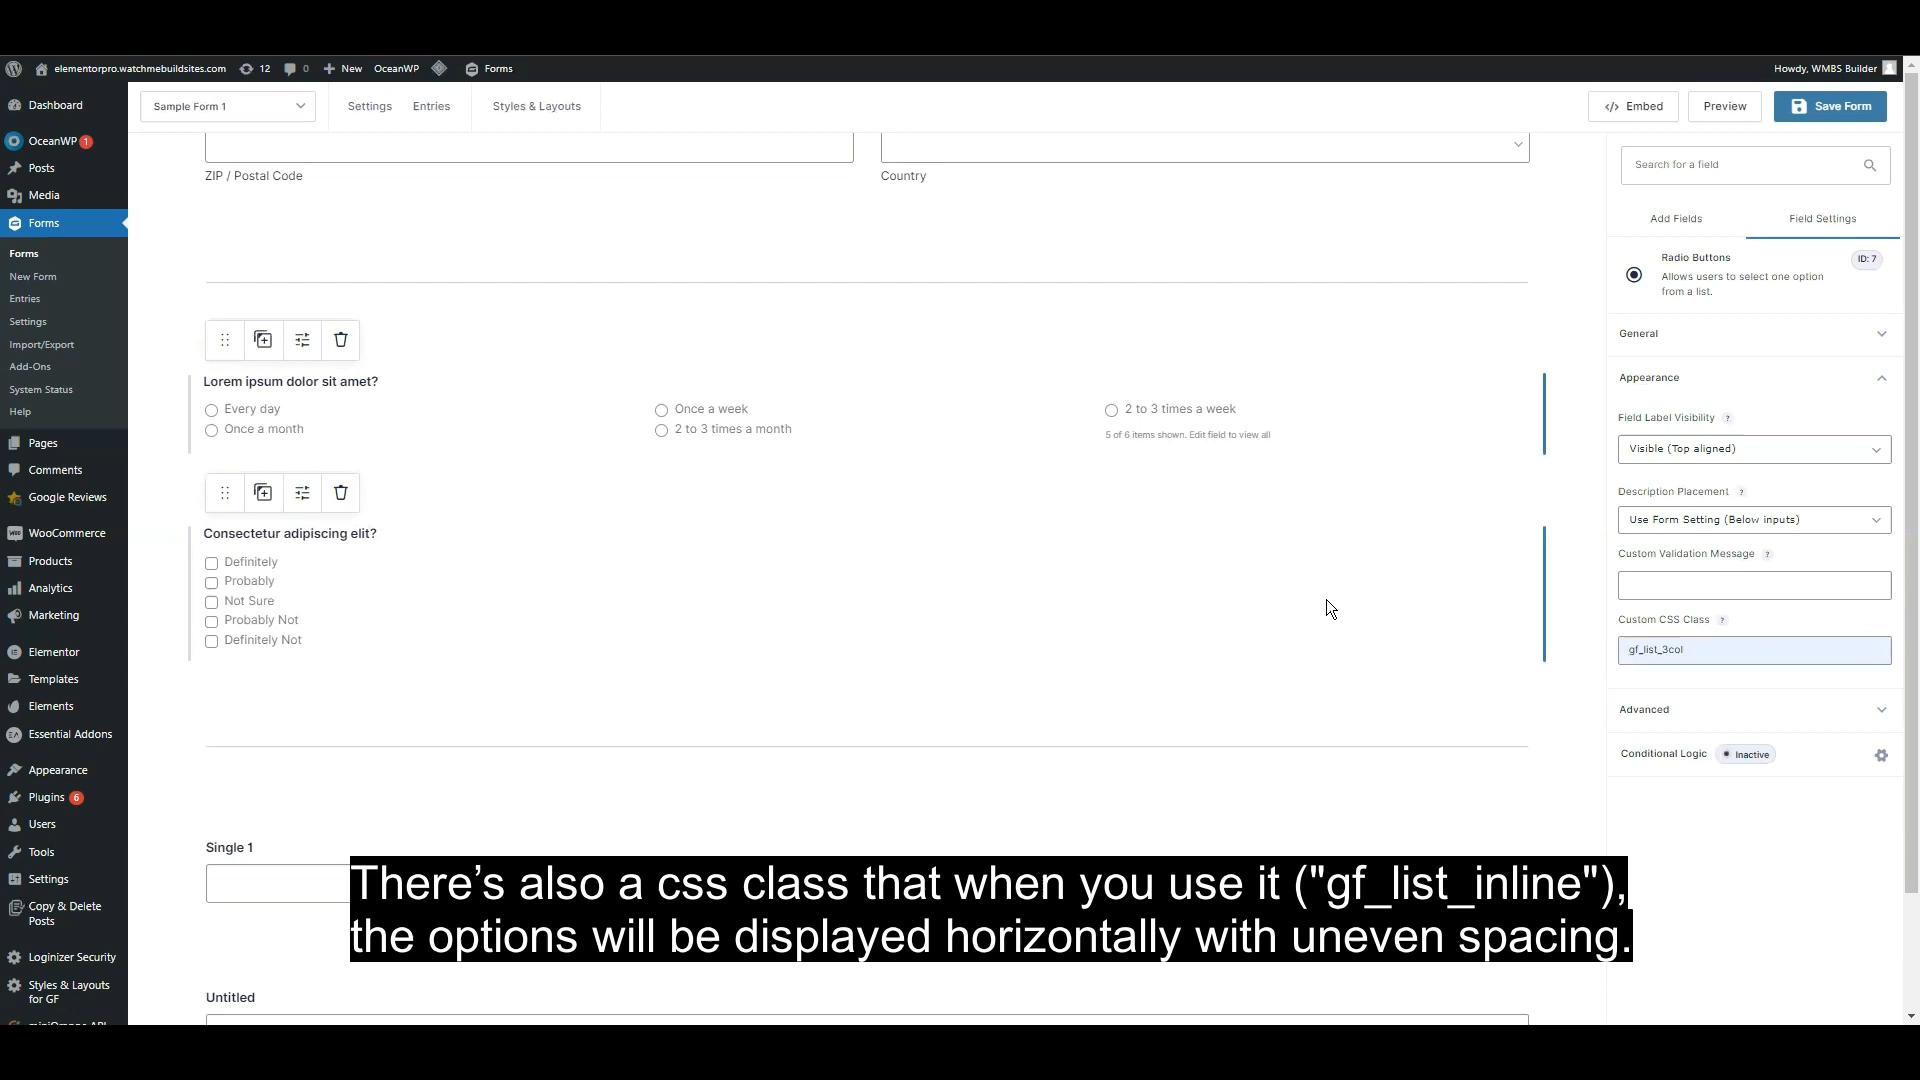 elementorpro.watchmebuildsites.com 12 0 New OceanWP Forms Howdy, WMBS Builder
Dashboard
OceanWP 1
Posts
Media
Forms
Forms
New Form
Entries
Settings
Import/Export
Add-Ons
System Status
Help
Pages
Comments
Google Reviews
WooCommerce
Products
Analytics
Marketing
Elementor
Templates
Elements
Essential Addons
Appearance
Plugins 6
Users
Tools
Settings
Copy & Delete
Posts
Loginizer Security
Styles & Layouts
for GF
Sample Form 1 Settings Entries Styles & Layouts </> Embed Preview Save Form
ZIP / Postal Code Country
Lorem ipsum dolor sit amet?
Every day Once a week 2 to 3 times a week
Once a month 2 to 3 times a month 5 of 6 items shown. Edit field to view all
Consectetur adipiscing elit?
Definitely
Probably
Not Sure
Probably Not
Definitely Not
Single 1
Untitled
Search for a field
Add Fields Field Settings
Radio Buttons ID: 7
Allows users to select one option
from a list.
General
Appearance
Field Label Visibility ?
Visible (Top aligned)
Description Placement ?
Use Form Setting (Below inputs)
Custom Validation Message ?
Custom CSS Class ?
gf_list_3col
Advanced
Conditional Logic Inactive
There’s also a css class that when you use it ("gf_list_inline"),
the options will be displayed horizontally with uneven spacing.